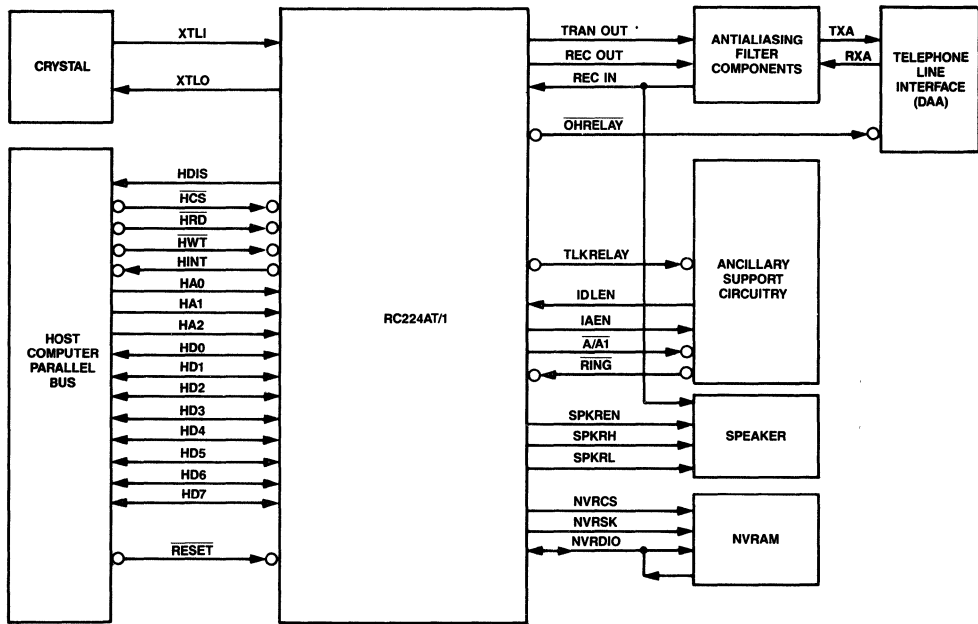 CRYSTAL
XTLI
XTLO
HOST
COMPUTER
PARALLEL
BUS
HDIS
HCS
HRD
HWT
HINT
HA0
HA1
HA2
HD0
HD1
HD2
HD3
HD4
HD5
HD6
HD7
RESET
RC224AT/1
TRAN OUT
REC OUT
REC IN
OHRELAY
ANTIALIASING
FILTER
COMPONENTS
TXA
RXA
TELEPHONE
LINE
INTERFACE
(DAA)
TLKRELAY
IDLEN
IAEN
A/A1
RING
ANCILLARY
SUPPORT
CIRCUITRY
SPKREN
SPKRH
SPKRL
SPEAKER
NVRCS
NVRSK
NVRDIO
NVRAM